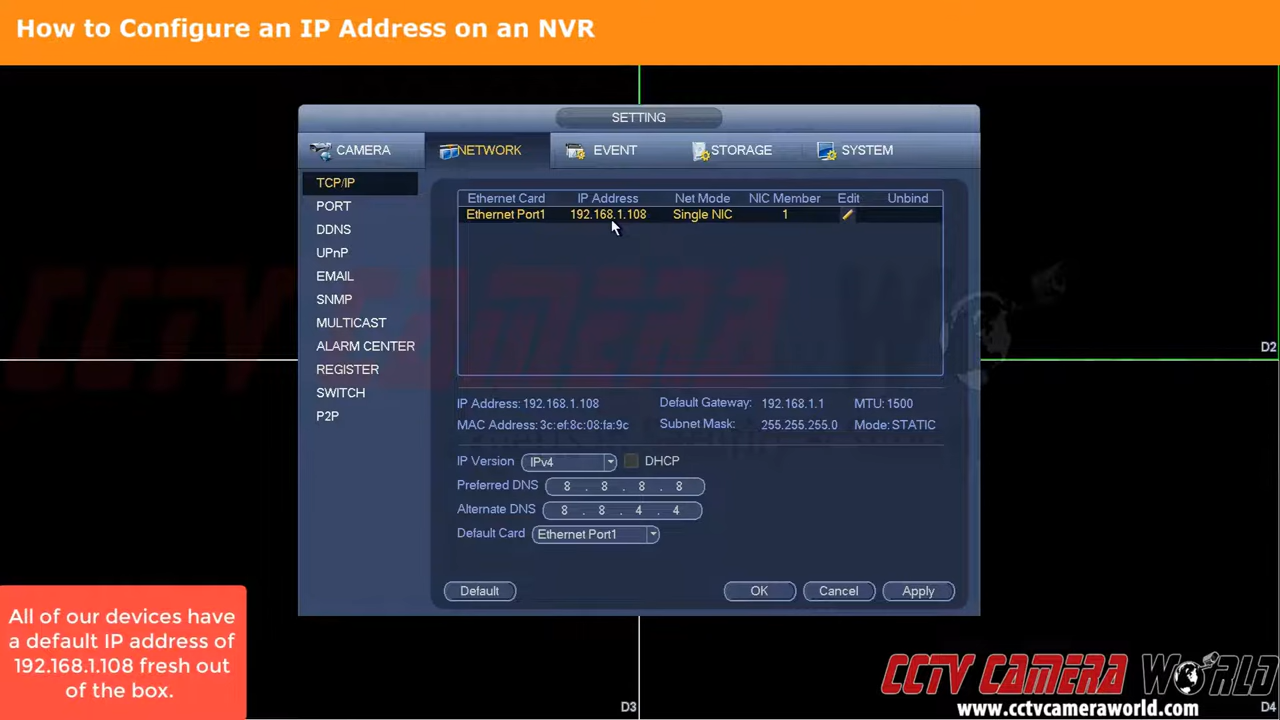 How to Configure an IP Address on an NVR
SETTING
CAMERA NETWORK EVENT STORAGE SYSTEM
TCP/IP
PORT
DDNS
UPnP
EMAIL
SNMP
MULTICAST
ALARM CENTER
REGISTER
SWITCH
P2P
Ethernet Card IP Address Net Mode NIC Member Edit Unbind
Ethernet Port1 192.168.1.108 Single NIC 1
IP Address: 192.168.1.108 Default Gateway: 192.168.1.1 MTU: 1500
MAC Address: 3c:ef:8c:08:fa:9c Subnet Mask: 255.255.255.0 Mode: STATIC
IP Version IPv4 DHCP
Preferred DNS 8 . 8 . 8 . 8
Alternate DNS 8 . 8 . 4 . 4
Default Card Ethernet Port1
Default OK Cancel Apply
CCTV CAMERA
D2
D3
D4
All of our devices have
a default IP address of
192.168.1.108 fresh out
of the box.
CCTV CAMERA WORLD
www.cctvcameraworld.com